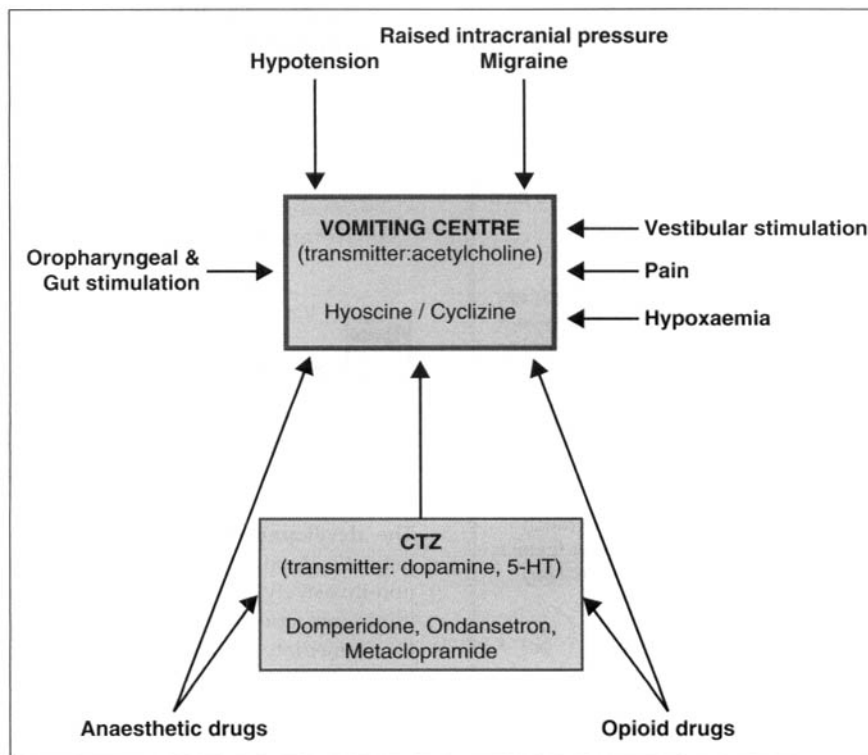 Raised intracranial pressure
Hypotension
Migraine
VOMITING CENTRE
(transmitter:acetylcholine)
Hyoscine / Cyclizine
Oropharyngeal &
Gut stimulation
Vestibular stimulation
Pain
Hypoxaemia
CTZ
(transmitter: dopamine, 5-HT)
Domperidone, Ondansetron,
Metaclopramide
Anaesthetic drugs
Opioid drugs